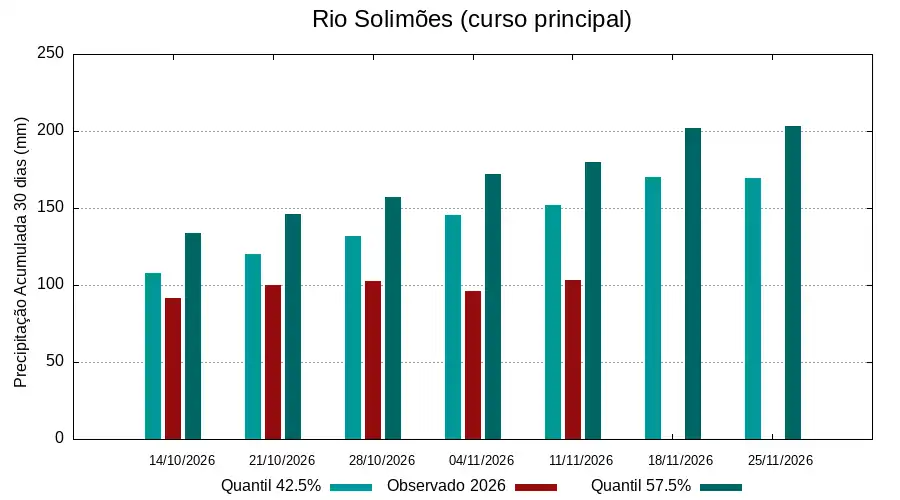 Rio Solimões (curso principal)
Precipitação Acumulada 30 dias (mm)
250
200
150
100
50
0
14/10/2026 21/10/2026 28/10/2026 04/11/2026 11/11/2026 18/11/2026 25/11/2026
Quantil 42.5% Observado 2026 Quantil 57.5%